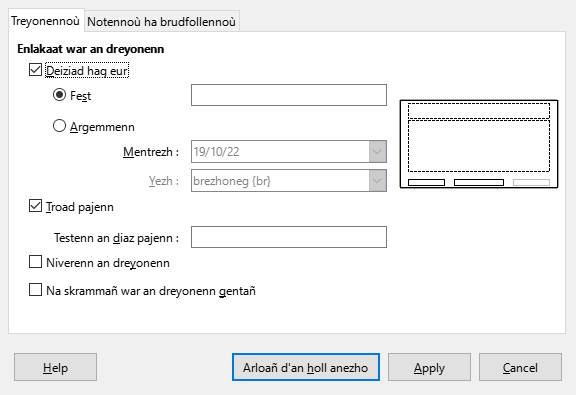 Treyonennoù
Notennoù ha brudfollennoù
Enlakaat war an dreyonenn
Deiziad hag eur
Fest
Argemmenn
Mentrezh :
19/10/22
Yezh :
brezhoneg {br}
Troad pajenn
Testenn an diaz pajenn :
Niverenn an dreyonenn
Na skrammañ war an dreyonenn gentañ
Help
Arloañ d'an holl anezho
Apply
Cancel